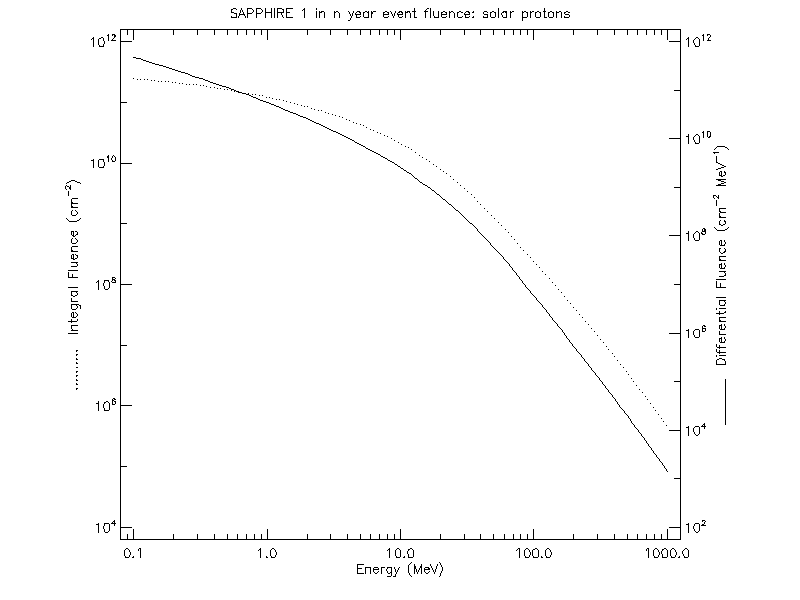 SAPPHIRE 1 in n year event fluence: solar protons
10¹²
10¹⁰
10⁸
10⁶
10⁴
Integral Fluence (cm⁻²)
10¹²
10¹⁰
10⁸
10⁶
10⁴
10²
Differential Fluence (cm⁻² MeV⁻¹)
0.1 1.0 10.0 100.0 1000.0
Energy (MeV)